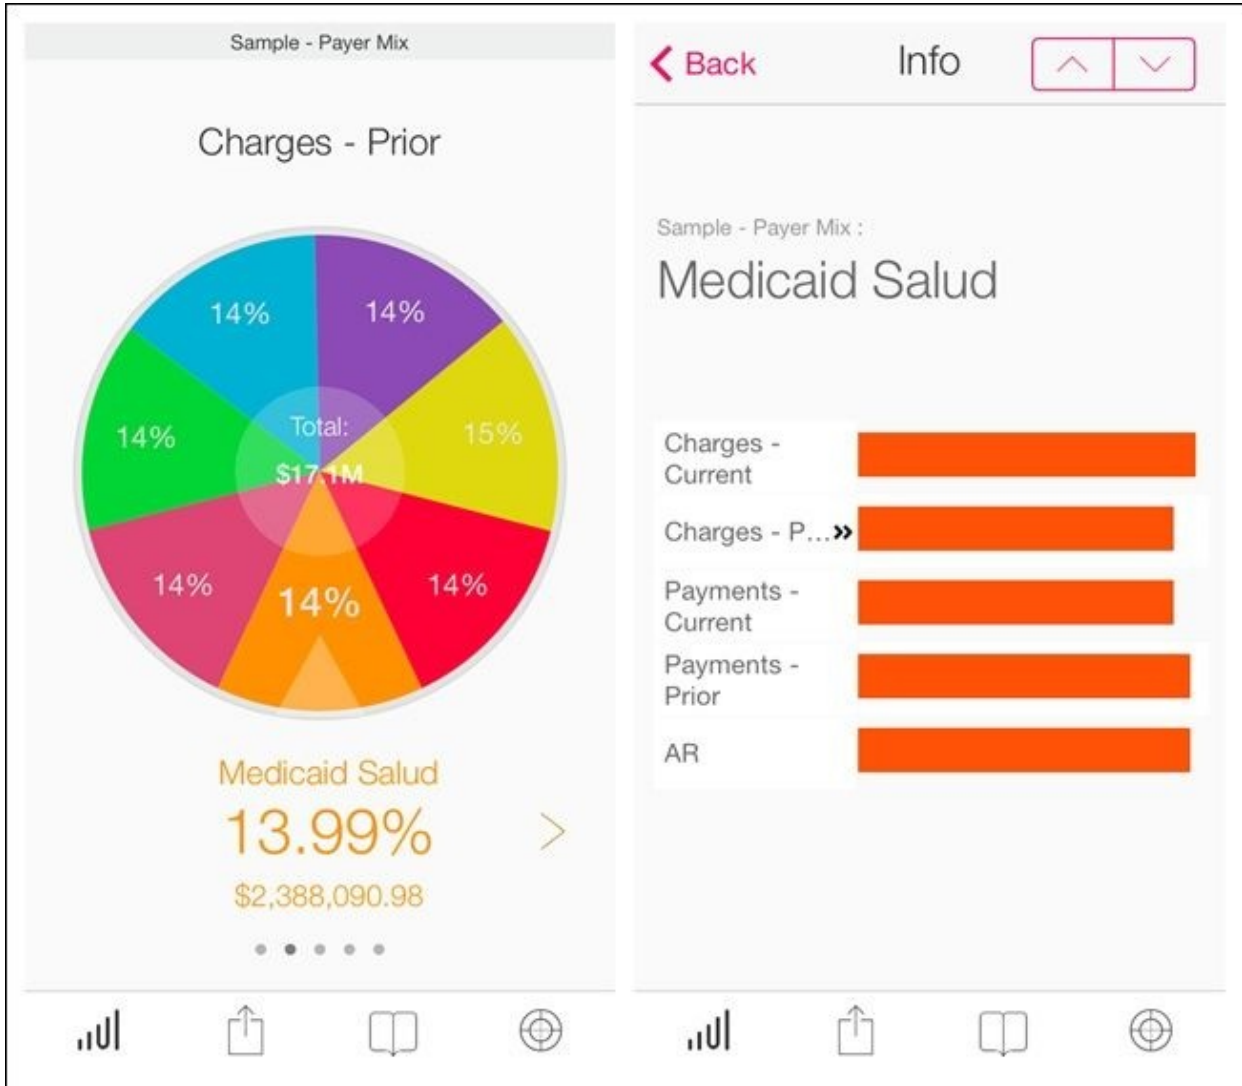 Sample - Payer Mix
Charges - Prior
14%
14%
14%
15%
Total:
$17.1M
14%
14%
14%
Medicaid Salud
13.99%
$2,388,090.98
Back
Info
Sample - Payer Mix :
Medicaid Salud
Charges -
Current
Charges - P...»
Payments -
Current
Payments -
Prior
AR